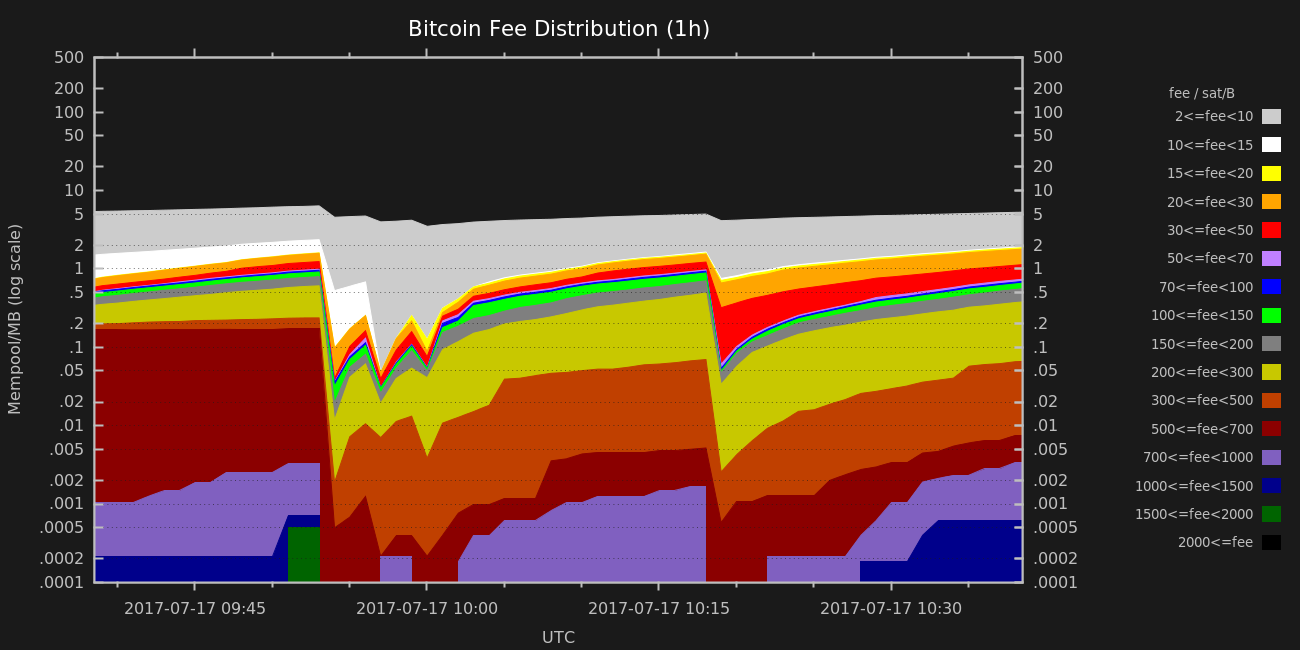 Bitcoin Fee Distribution (1h)
Mempool/MB (log scale)
500
200
100
50
20
10
5
2
1
.5
.2
.1
.05
.02
.01
.005
.002
.001
.0005
.0002
.0001
500
200
100
50
20
10
5
2
1
.5
.2
.1
.05
.02
.01
.005
.002
.001
.0005
.0002
.0001
2017-07-17 09:45
2017-07-17 10:00
2017-07-17 10:15
2017-07-17 10:30
UTC
fee / sat/B
2<=fee<10
10<=fee<15
15<=fee<20
20<=fee<30
30<=fee<50
50<=fee<70
70<=fee<100
100<=fee<150
150<=fee<200
200<=fee<300
300<=fee<500
500<=fee<700
700<=fee<1000
1000<=fee<1500
1500<=fee<2000
2000<=fee